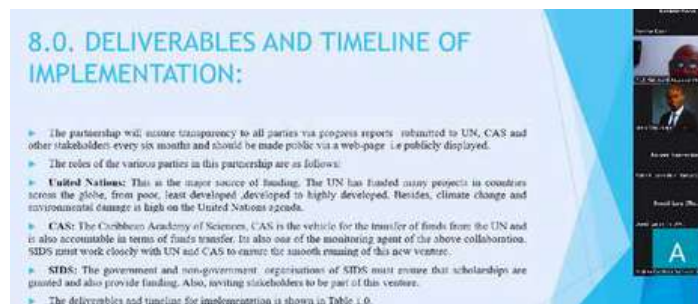 8.0. DELIVERABLES AND TIMELINE OF
IMPLEMENTATION:
The partnership will ensure transparency to all parties via progress reports submitted to UN, CAS and
other stakeholders every six months and should be made public via a web-page i.e publicly displayed.
The roles of the various parties in this partnership are as follows:
United Nations: This is the major source of funding. The UN has funded many projects in countries
across the globe, from poor, least developed ,developed to highly developed. Besides, climate change and
environmental damage is high on the United Nations agenda.
CAS: The Caribbean Academy of Sciences, CAS is the vehicle for the transfer of funds from the UN and
is also accountable in terms of funds transfer. Its also one of the monitoring agent of the above collaboration.
SIDS must work closely with UN and CAS to ensure the smooth running of this new venture.
SIDS: The government and non-government organisations of SIDS must ensure that scholarships are
granted and also provide funding. Also, inviting stakeholders to be part of this venture.
The deliverables and timeline for implementation is shown in Table 1.0.
A